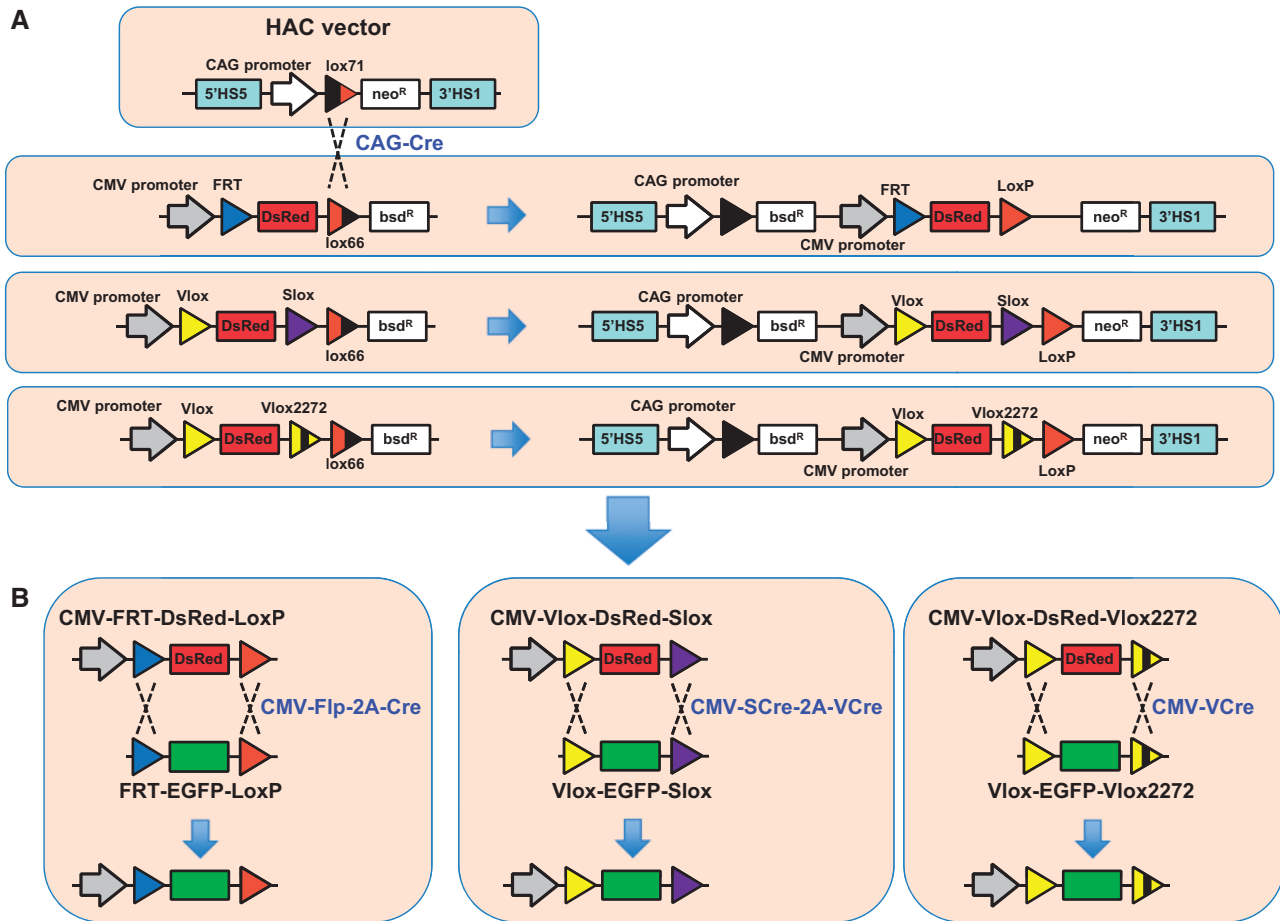 A
HAC vector
CAG promoter
lox71
5'HS5
neoᴿ
3'HS1
CAG-Cre
CMV promoter
FRT
DsRed
lox66
bsdᴿ
CAG promoter
5'HS5
bsdᴿ
CMV promoter
FRT
DsRed
LoxP
neoᴿ
3'HS1
CMV promoter
Vlox
DsRed
Slox
lox66
bsdᴿ
CAG promoter
5'HS5
bsdᴿ
CMV promoter
Vlox
DsRed
Slox
LoxP
neoᴿ
3'HS1
CMV promoter
Vlox
DsRed
Vlox2272
lox66
bsdᴿ
CAG promoter
5'HS5
bsdᴿ
CMV promoter
Vlox
DsRed
Vlox2272
LoxP
neoᴿ
3'HS1
B
CMV-FRT-DsRed-LoxP
DsRed
CMV-Flp-2A-Cre
FRT-EGFP-LoxP
CMV-Vlox-DsRed-Slox
DsRed
CMV-SCre-2A-VCre
Vlox-EGFP-Slox
CMV-Vlox-DsRed-Vlox2272
DsRed
CMV-VCre
Vlox-EGFP-Vlox2272